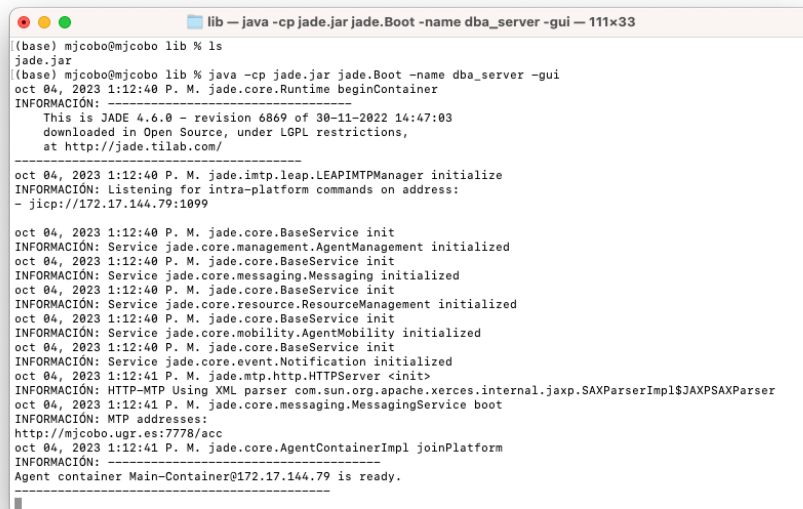 lib — java -cp jade.jar jade.Boot -name dba_server -gui — 111×33
[(base) mjcobo@mjcobo lib % ls
jade.jar
[(base) mjcobo@mjcobo lib % java -cp jade.jar jade.Boot -name dba_server -gui
oct 04, 2023 1:12:40 P. M. jade.core.Runtime beginContainer
INFORMACIÓN: ----------------------------------
    This is JADE 4.6.0 - revision 6869 of 30-11-2022 14:47:03
    downloaded in Open Source, under LGPL restrictions,
    at http://jade.tilab.com/
----------------------------------------
oct 04, 2023 1:12:40 P. M. jade.imtp.leap.LEAPIMTPManager initialize
INFORMACIÓN: Listening for intra-platform commands on address:
- jicp://172.17.144.79:1099

oct 04, 2023 1:12:40 P. M. jade.core.BaseService init
INFORMACIÓN: Service jade.core.management.AgentManagement initialized
oct 04, 2023 1:12:40 P. M. jade.core.BaseService init
INFORMACIÓN: Service jade.core.messaging.Messaging initialized
oct 04, 2023 1:12:40 P. M. jade.core.BaseService init
INFORMACIÓN: Service jade.core.resource.ResourceManagement initialized
oct 04, 2023 1:12:40 P. M. jade.core.BaseService init
INFORMACIÓN: Service jade.core.mobility.AgentMobility initialized
oct 04, 2023 1:12:40 P. M. jade.core.BaseService init
INFORMACIÓN: Service jade.core.event.Notification initialized
oct 04, 2023 1:12:41 P. M. jade.mtp.http.HTTPServer <init>
INFORMACIÓN: HTTP-MTP Using XML parser com.sun.org.apache.xerces.internal.jaxp.SAXParserImpl$JAXPSAXParser
oct 04, 2023 1:12:41 P. M. jade.core.messaging.MessagingService boot
INFORMACIÓN: MTP addresses:
http://mjcobo.ugr.es:7778/acc
oct 04, 2023 1:12:41 P. M. jade.core.AgentContainerImpl joinPlatform
INFORMACIÓN: --------------------------------------
Agent container Main-Container@172.17.144.79 is ready.
--------------------------------------------